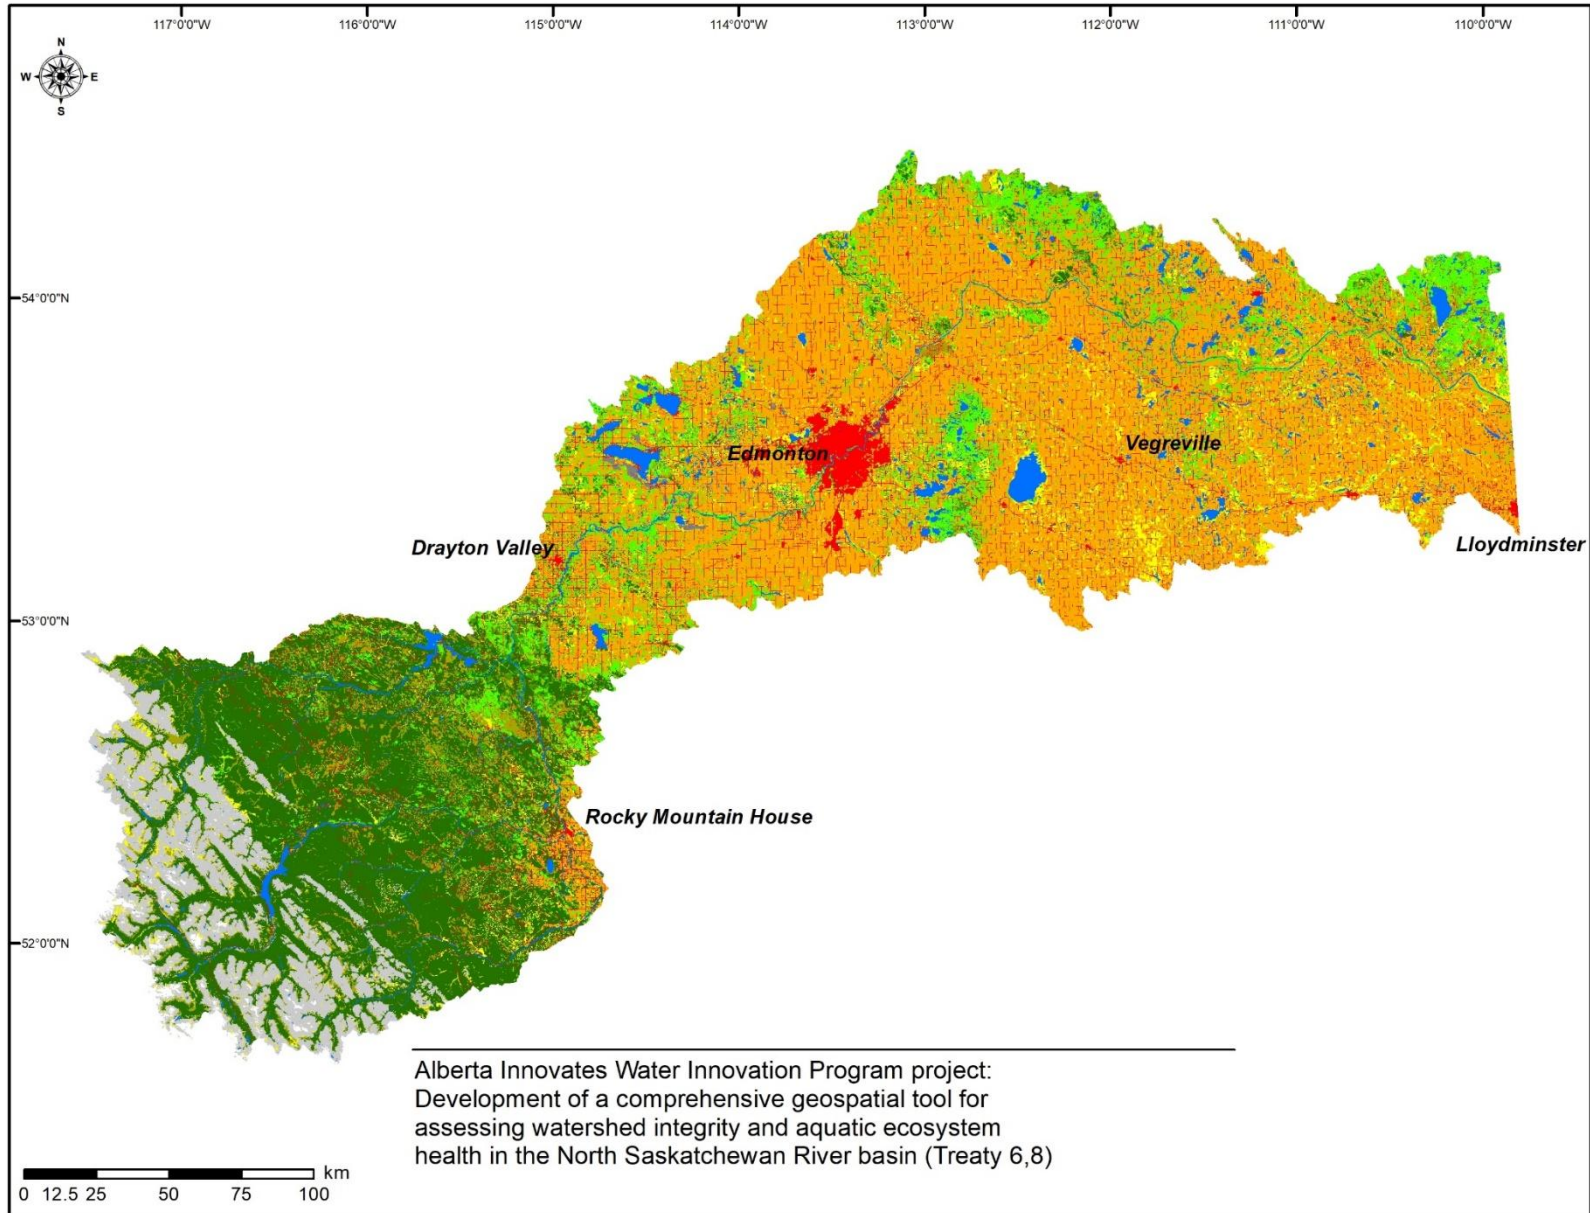 117°0'0"W 116°0'0"W 115°0'0"W 114°0'0"W 113°0'0"W 112°0'0"W 111°0'0"W 110°0'0"W
N
W E
S
54°0'0"N
Edmonton
Vegreville
Drayton Valley
Lloydminster
53°0'0"N
Rocky Mountain House
52°0'0"N
Alberta Innovates Water Innovation Program project:
Development of a comprehensive geospatial tool for
assessing watershed integrity and aquatic ecosystem
health in the North Saskatchewan River basin (Treaty 6,8)
km
0 12.5 25 50 75 100